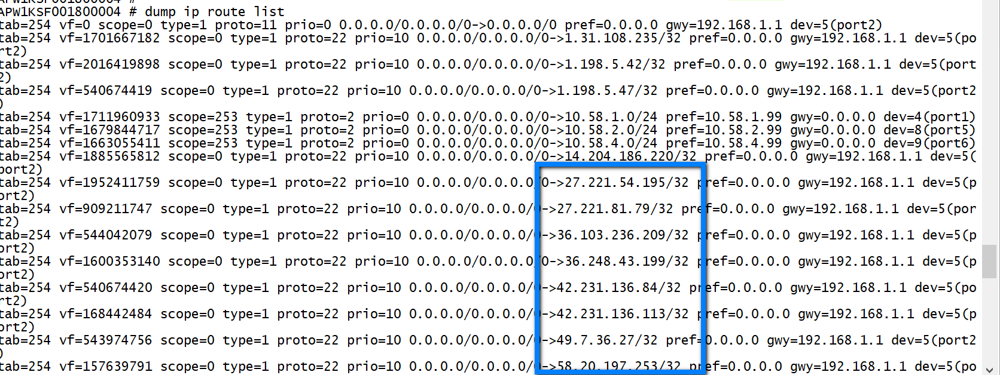 APW1KSF001800004 #
APW1KSF001800004 # dump ip route list
tab=254 vf=0 scope=0 type=1 proto=11 prio=0 0.0.0.0/0.0.0.0/0->0.0.0.0/0 pref=0.0.0.0 gwy=192.168.1.1 dev=5(port2)
tab=254 vf=1701667182 scope=0 type=1 proto=22 prio=10 0.0.0.0/0.0.0.0/0->1.31.108.235/32 pref=0.0.0.0 gwy=192.168.1.1 dev=5(po
rt2)
tab=254 vf=2016419898 scope=0 type=1 proto=22 prio=10 0.0.0.0/0.0.0.0/0->1.198.5.42/32 pref=0.0.0.0 gwy=192.168.1.1 dev=5(port
2)
tab=254 vf=540674419 scope=0 type=1 proto=22 prio=10 0.0.0.0/0.0.0.0/0->1.198.5.47/32 pref=0.0.0.0 gwy=192.168.1.1 dev=5(port2
)
tab=254 vf=1711960933 scope=253 type=1 proto=2 prio=0 0.0.0.0/0.0.0.0/0->10.58.1.0/24 pref=10.58.1.99 gwy=0.0.0.0 dev=4(port1)
tab=254 vf=1679844717 scope=253 type=1 proto=2 prio=0 0.0.0.0/0.0.0.0/0->10.58.2.0/24 pref=10.58.2.99 gwy=0.0.0.0 dev=8(port5)
tab=254 vf=1663055411 scope=253 type=1 proto=2 prio=0 0.0.0.0/0.0.0.0/0->10.58.4.0/24 pref=10.58.4.99 gwy=0.0.0.0 dev=9(port6)
tab=254 vf=1885565812 scope=0 type=1 proto=22 prio=10 0.0.0.0/0.0.0.0/0->14.204.186.220/32 pref=0.0.0.0 gwy=192.168.1.1 dev=5(
port2)
tab=254 vf=1952411759 scope=0 type=1 proto=22 prio=10 0.0.0.0/0.0.0.0/0->27.221.54.195/32 pref=0.0.0.0 gwy=192.168.1.1 dev=5(p
ort2)
tab=254 vf=909211747 scope=0 type=1 proto=22 prio=10 0.0.0.0/0.0.0.0/0->27.221.81.79/32 pref=0.0.0.0 gwy=192.168.1.1 dev=5(por
t2)
tab=254 vf=544042079 scope=0 type=1 proto=22 prio=10 0.0.0.0/0.0.0.0/0->36.103.236.209/32 pref=0.0.0.0 gwy=192.168.1.1 dev=5(p
ort2)
tab=254 vf=1600353140 scope=0 type=1 proto=22 prio=10 0.0.0.0/0.0.0.0/0->36.248.43.199/32 pref=0.0.0.0 gwy=192.168.1.1 dev=5(p
ort2)
tab=254 vf=540674420 scope=0 type=1 proto=22 prio=10 0.0.0.0/0.0.0.0/0->42.231.136.84/32 pref=0.0.0.0 gwy=192.168.1.1 dev=5(po
rt2)
tab=254 vf=168442484 scope=0 type=1 proto=22 prio=10 0.0.0.0/0.0.0.0/0->42.231.136.113/32 pref=0.0.0.0 gwy=192.168.1.1 dev=5(p
ort2)
tab=254 vf=543974756 scope=0 type=1 proto=22 prio=10 0.0.0.0/0.0.0.0/0->49.7.36.27/32 pref=0.0.0.0 gwy=192.168.1.1 dev=5(port2
)
tab=254 vf=157639791 scope=0 type=1 proto=22 prio=10 0.0.0.0/0.0.0.0/0->58.20.197.253/32 pref=0.0.0.0 gwy=192.168.1.1 dev=5(po